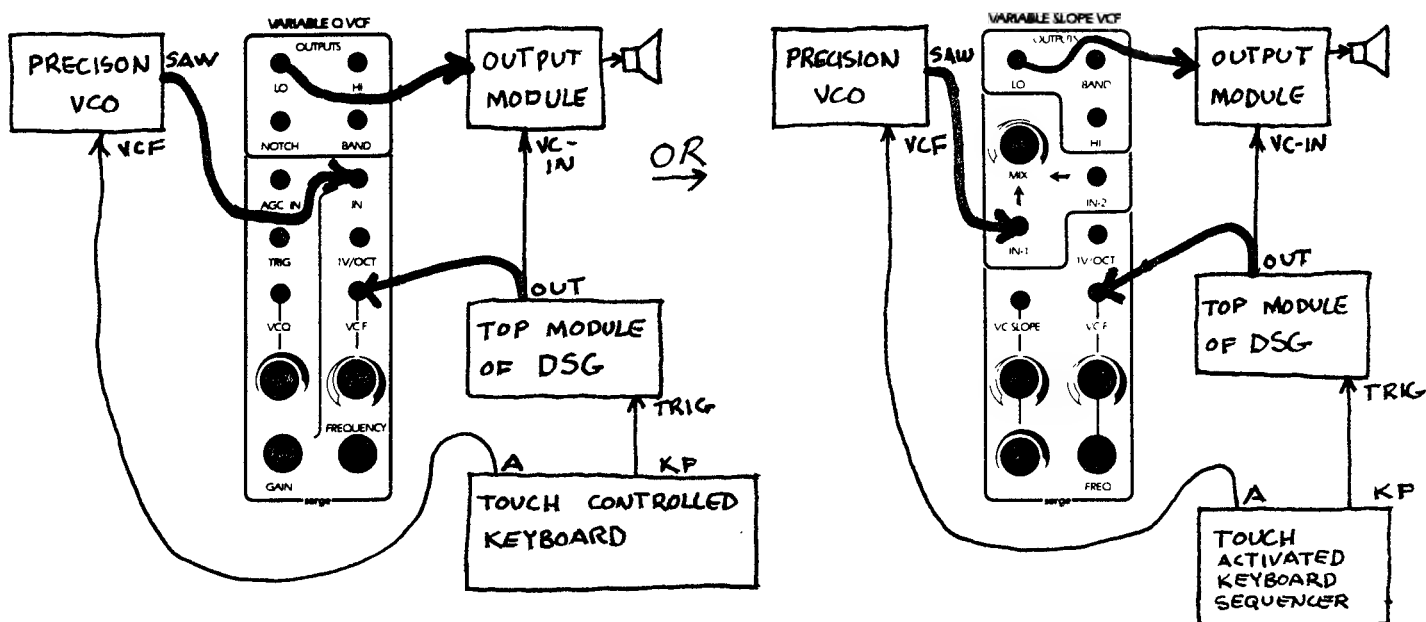 VARIABLE Q VCF
OUTPUTS
LO
HI
NOTCH
BAND
AGC IN
IN
TRIG
1V/OCT
VCQ
VCF
FREQUENCY
GAIN
serge
PRECISON
VCO
SAW
VCF
OUTPUT
MODULE
VC-
IN
OUT
TOP MODULE
OF DSG
TRIG
A
KP
TOUCH CONTROLLED
KEYBOARD
OR
VARIABLE SLOPE VCF
OUTPUTS
LO
BAND
HI
MIX
IN-2
IN-1
1V/OCT
VC SLOPE
VCF
FREQ
serge
PRECISION
VCO
SAW
VCF
OUTPUT
MODULE
VC-IN
OUT
TOP MODULE
OF DSG
TRIG
A
KP
TOUCH
ACTIVATED
KEYBOARD
SEQUENCER